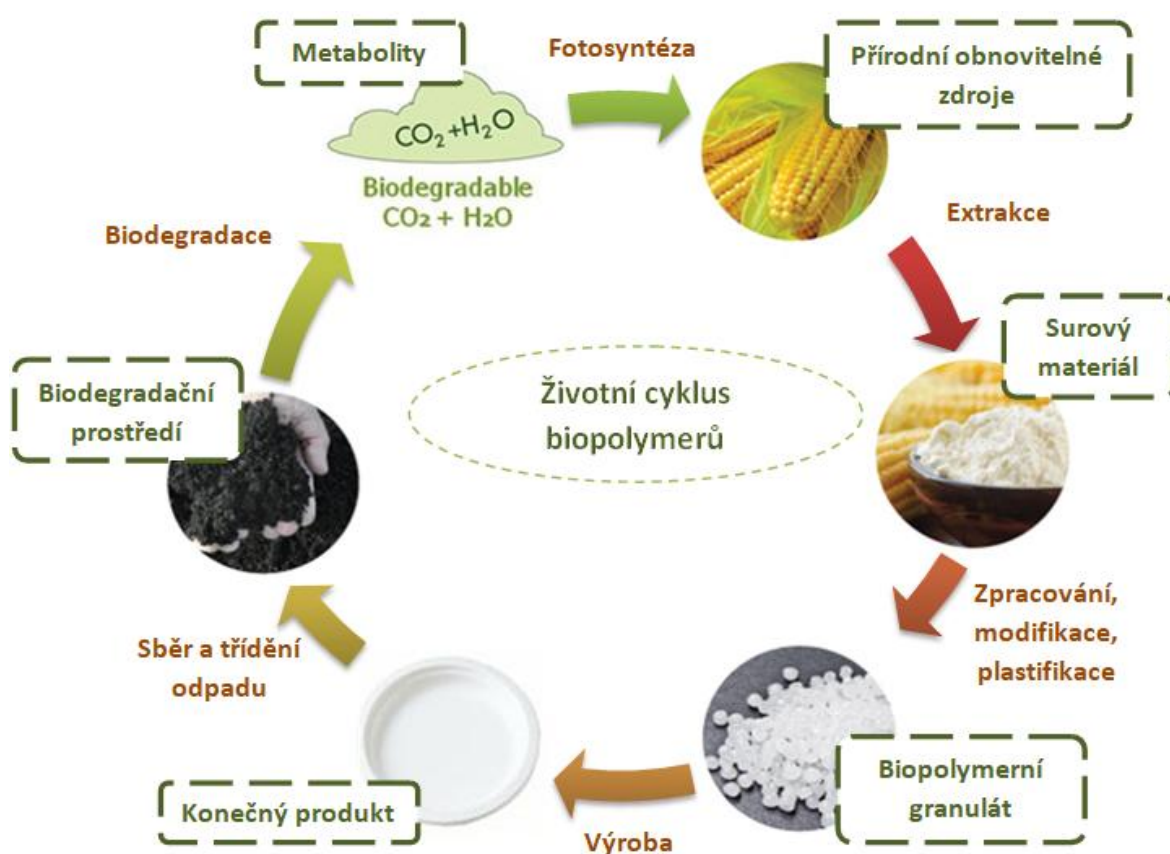 Metabolity
Fotosyntéza
Přírodní obnovitelné
zdroje
CO₂+H₂O
Biodegradable
CO₂ + H₂O
Extrakce
Biodegradace
Surový
materiál
Životní cyklus
biopolymerů
Biodegradační
prostředí
Zpracování,
modifikace,
plastifikace
Sběr a třídění
odpadu
Biopolymerní
granulát
Konečný produkt
Výroba